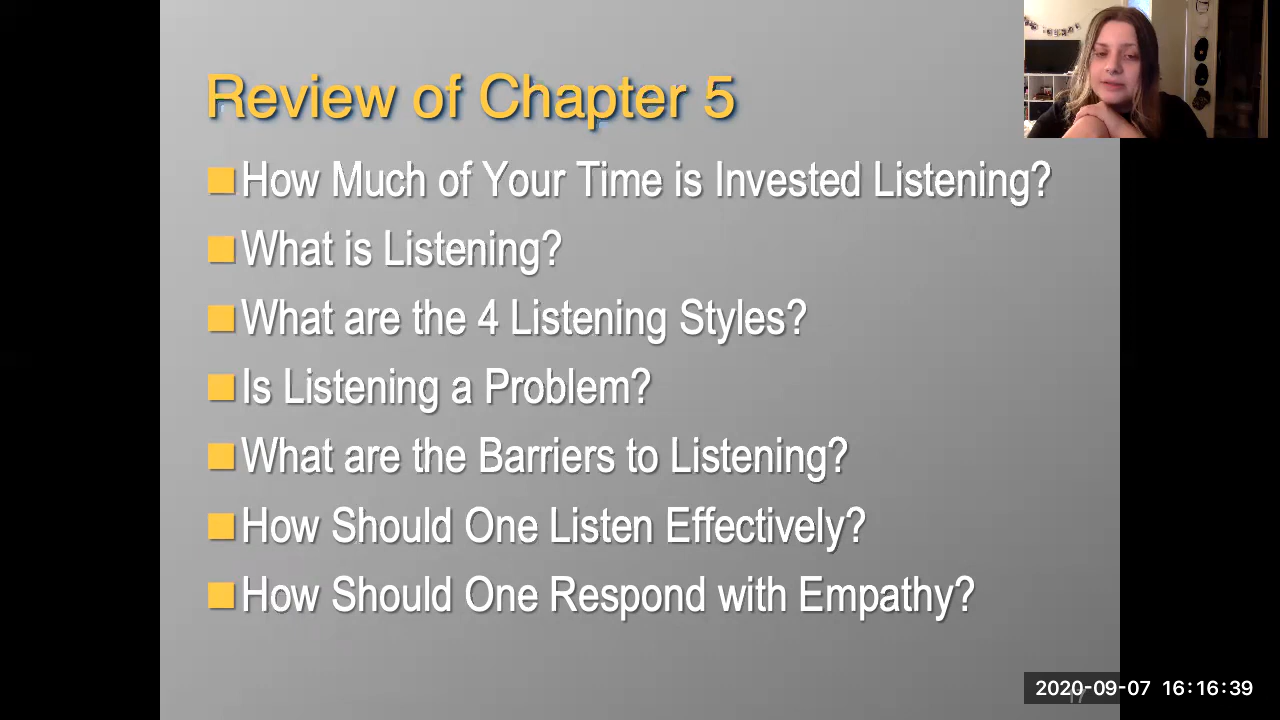 Review of Chapter 5
How Much of Your Time is Invested Listening?
What is Listening?
What are the 4 Listening Styles?
Is Listening a Problem?
What are the Barriers to Listening?
How Should One Listen Effectively?
How Should One Respond with Empathy?
2020-09-07 16:16:39
17